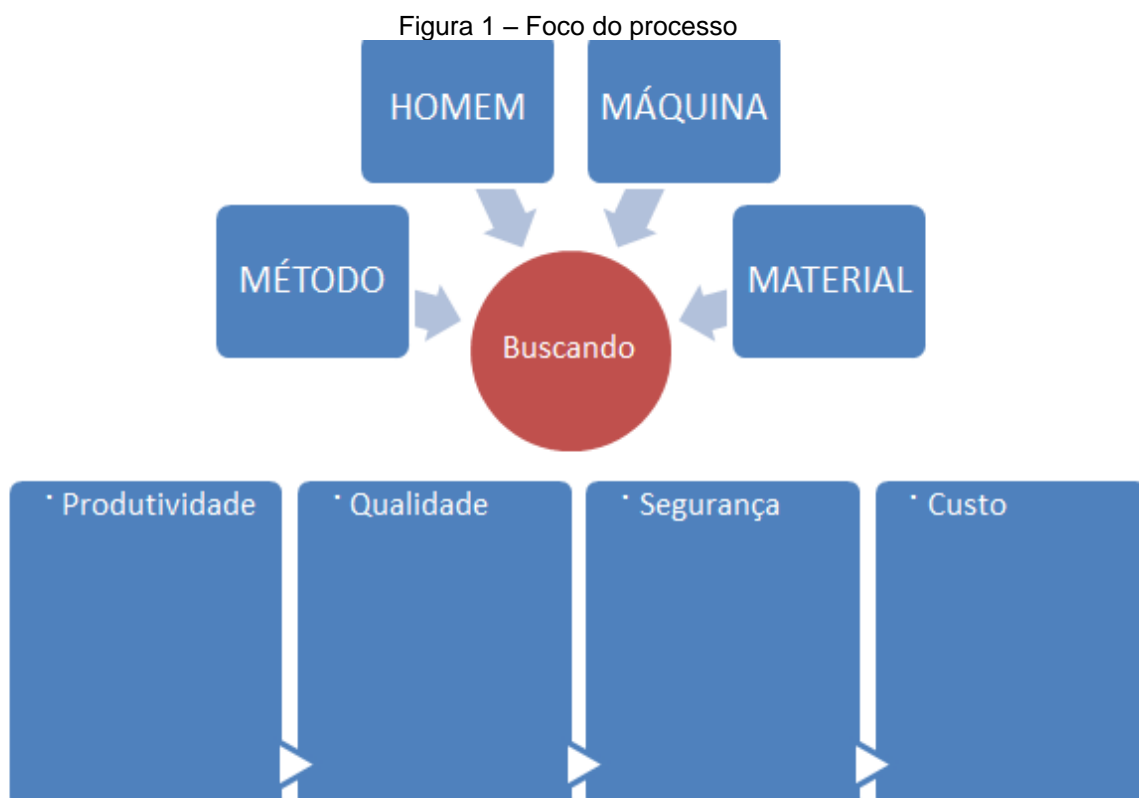 Figura 1 – Foco do processo
HOMEM
MÁQUINA
MÉTODO
MATERIAL
Buscando
· Produtividade
· Qualidade
· Segurança
· Custo